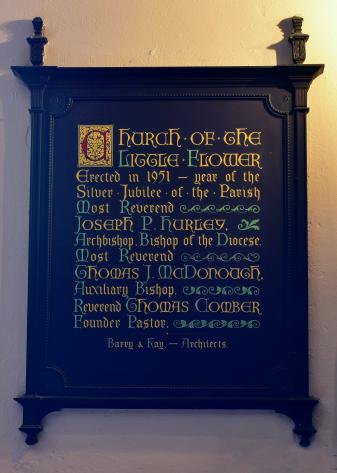 Church · of · the
Little · Flower
Erected in 1951 — year of the
Silver · Jubilee · of · the Parish
Most Reverend
Joseph P. Hurley,
Archbishop, Bishop of the Diocese.
Most Reverend
Thomas J. McDonough,
Auxiliary Bishop,
Reverend Thomas Comber
Founder Pastor,
Barry & Kay, — Architects.